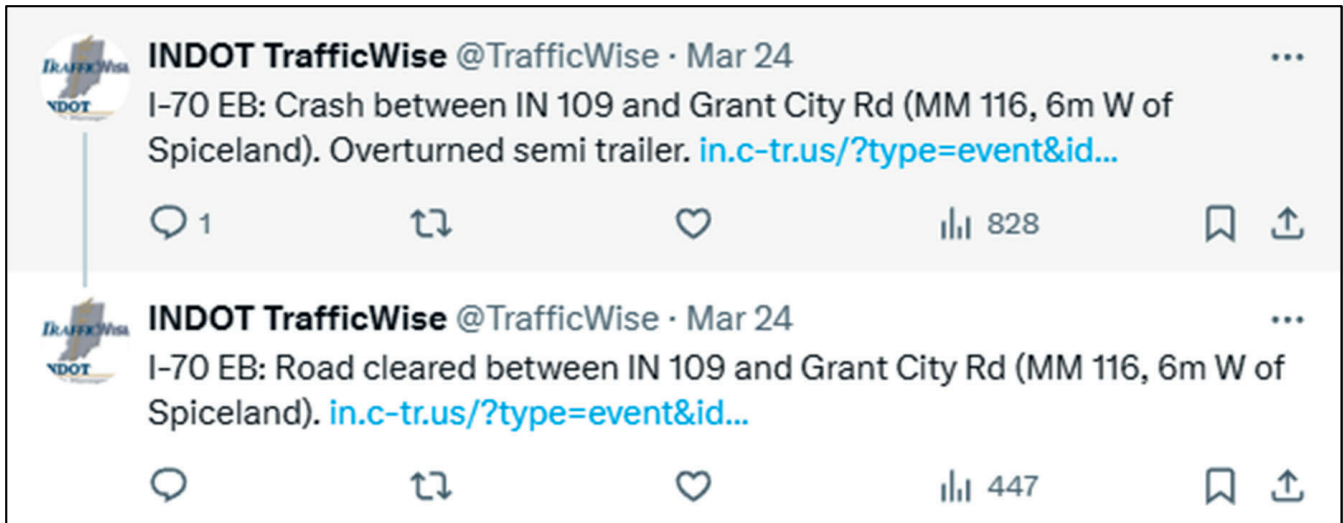 TRAFFICWISE
INDOT
INDOT TrafficWise @TrafficWise · Mar 24
I-70 EB: Crash between IN 109 and Grant City Rd (MM 116, 6m W of
Spiceland). Overturned semi trailer. in.c-tr.us/?type=event&id...
1
828
TRAFFICWISE
INDOT
INDOT TrafficWise @TrafficWise · Mar 24
I-70 EB: Road cleared between IN 109 and Grant City Rd (MM 116, 6m W of
Spiceland). in.c-tr.us/?type=event&id...
447